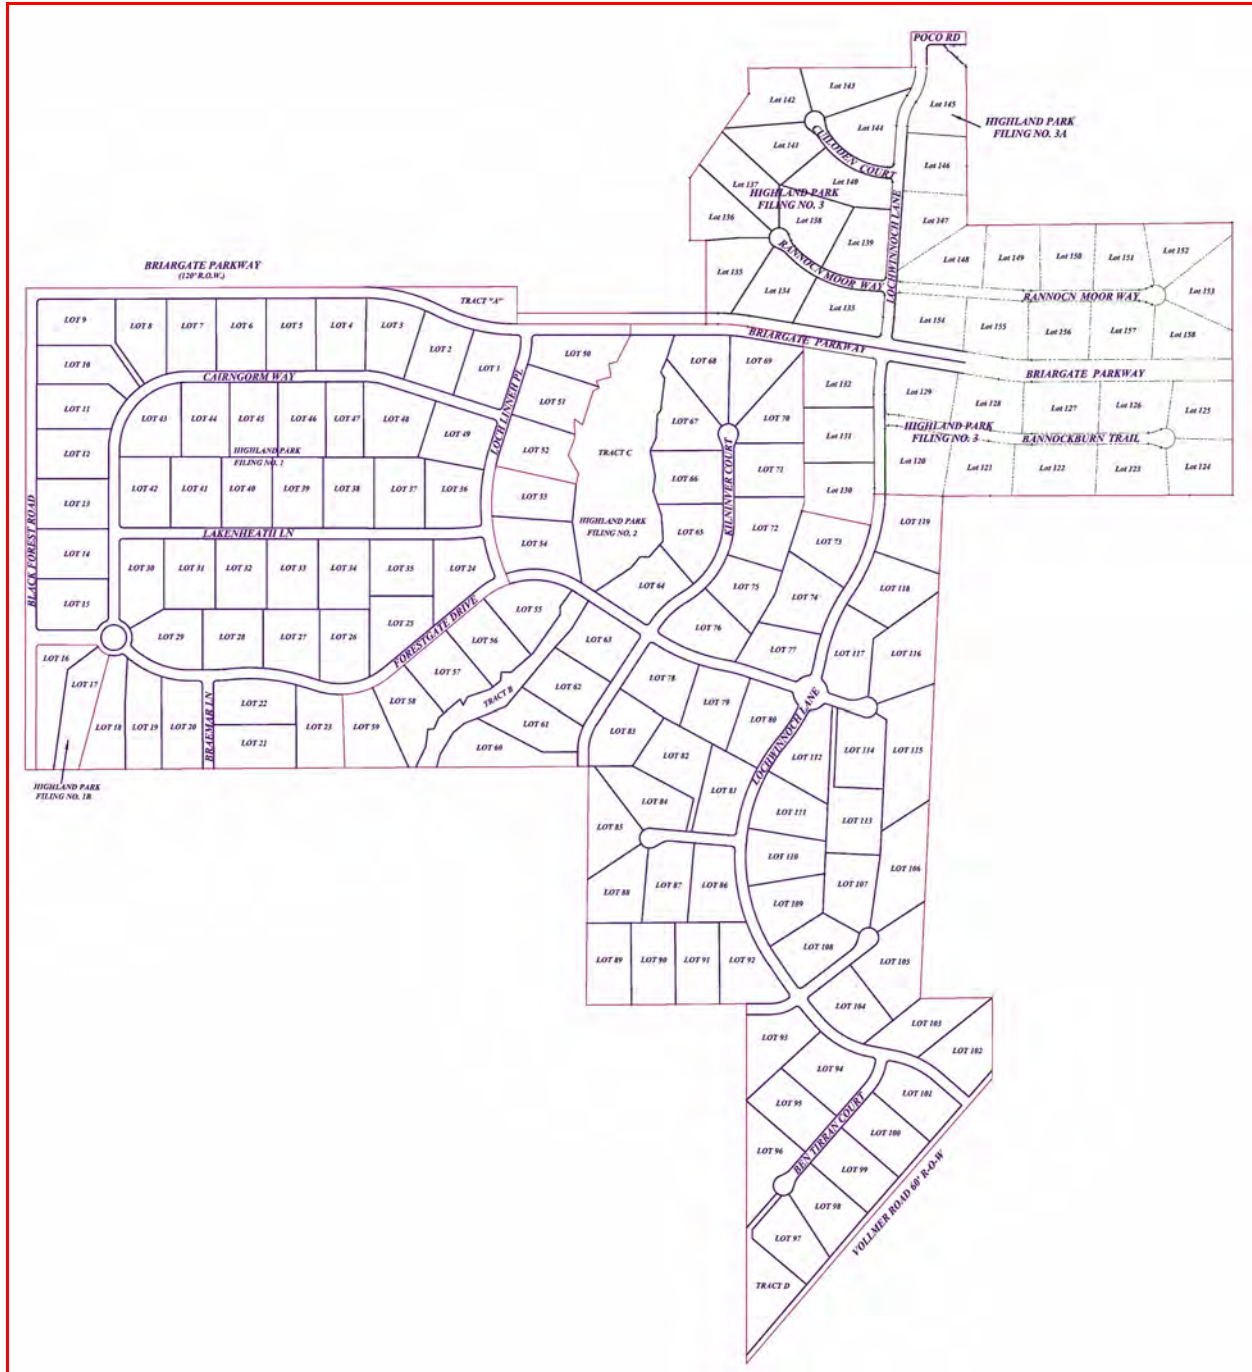 POCO RD
Lot 143
Lot 142
Lot 145
HIGHLAND PARK
FILING NO. 3A
Lot 144
CUILODEN COURT
Lot 141
Lot 146
Lot 137
Lot 140
HIGHLAND PARK
FILING NO. 3
LOCHWINNOCH LANE
Lot 136
Lot 138
Lot 147
Lot 139
RANNOCN MOOR WAY
Lot 148
Lot 149
Lot 150
Lot 151
Lot 152
BRIARGATE PARKWAY
(120' R.O.W.)
Lot 135
Lot 134
Lot 133
RANNOCN MOOR WAY
Lot 153
TRACT "A"
Lot 154
Lot 155
Lot 156
Lot 157
Lot 158
LOT 9
LOT 8
LOT 7
LOT 6
LOT 5
LOT 4
LOT 3
LOT 2
LOT 1
LOT 50
LOT 68
LOT 69
BRIARGATE PARKWAY
BRIARGATE PARKWAY
LOT 10
CAIRNGORM WAY
LOCH LINNEH PL
LOT 51
Lot 132
Lot 129
Lot 128
Lot 127
Lot 126
Lot 125
LOT 11
LOT 43
LOT 44
LOT 45
LOT 46
LOT 47
LOT 48
LOT 49
LOT 67
LOT 70
HIGHLAND PARK
FILING NO. 3
BANNOCKBURN TRAIL
Lot 131
HIGHLAND PARK
FILING NO. 1
LOT 12
LOT 52
TRACT C
Lot 120
Lot 121
Lot 122
Lot 123
Lot 124
LOT 42
LOT 41
LOT 40
LOT 39
LOT 38
LOT 37
LOT 36
LOT 53
LOT 66
LOT 71
KILNINVER COURT
Lot 130
LOT 13
BLACK FOREST ROAD
LAKENHEATH LN
HIGHLAND PARK
FILING NO. 2
LOT 65
LOT 72
LOT 73
LOT 119
LOT 14
LOT 54
LOT 30
LOT 31
LOT 32
LOT 33
LOT 34
LOT 35
LOT 24
LOT 64
LOT 75
LOT 74
LOT 118
LOT 15
LOT 29
LOT 28
LOT 27
LOT 26
LOT 25
FORESTGATE DRIVE
LOT 55
LOT 56
LOT 63
LOT 76
LOT 77
LOT 117
LOT 116
LOT 16
LOT 17
LOT 57
LOT 62
LOT 78
LOT 18
LOT 19
LOT 20
BRAEMAR LN
LOT 22
LOT 21
LOT 23
LOT 59
LOT 58
TRACT B
LOT 61
LOT 60
LOT 79
LOT 80
LOCHWINNOCH LANE
LOT 83
LOT 82
LOT 81
LOT 112
LOT 114
LOT 115
HIGHLAND PARK
FILING NO. 1B
LOT 84
LOT 85
LOT 111
LOT 113
LOT 110
LOT 106
LOT 88
LOT 87
LOT 86
LOT 107
LOT 109
LOT 108
LOT 89
LOT 90
LOT 91
LOT 92
LOT 105
LOT 104
LOT 93
LOT 103
LOT 102
LOT 94
LOT 101
LOT 95
BEN TIRRAN COURT
LOT 100
LOT 96
LOT 99
LOT 98
VOLLMER ROAD 60' R-O-W
LOT 97
TRACT D